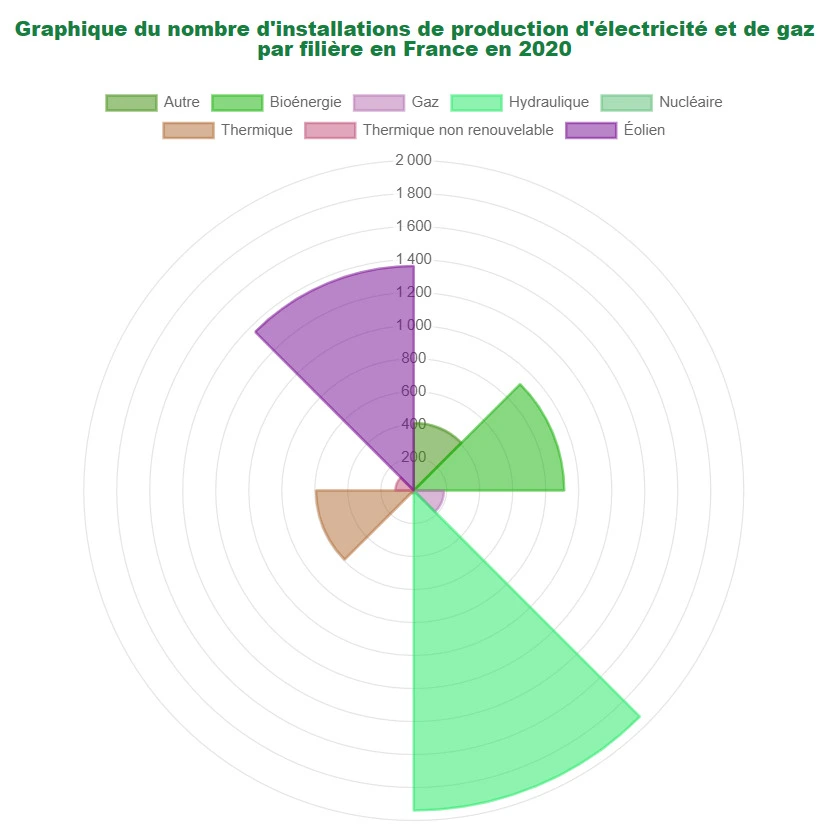 Graphique du nombre d'installations de production d'électricité et de gaz
par filière en France en 2020
Autre Bioénergie Gaz Hydraulique Nucléaire
Thermique Thermique non renouvelable Éolien
2 000
1 800
1 600
1 400
1 200
1 000
800
600
400
200